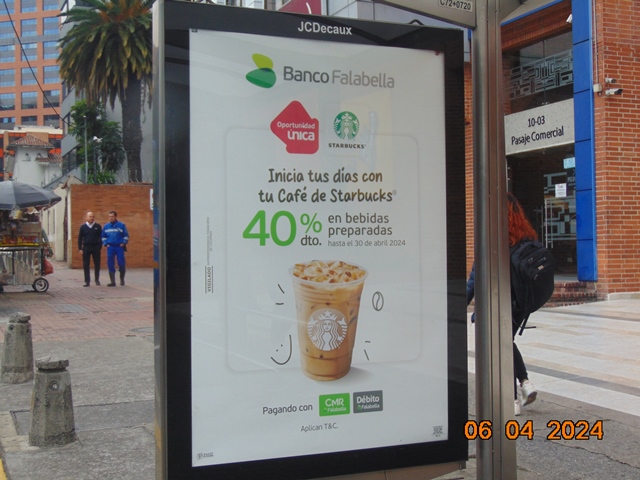 C72+0720
JCDecaux
Banco Falabella
Oportunidad
única
STARBUCKS
Inicia tus días con
tu Café de Starbucks®
40% dto.
en bebidas
preparadas
hasta el 30 de abril 2024
Pagando con
CMR
Falabella
Débito
Falabella
Aplican T&C.
10-03
Pasaje Comercial
06 04 2024